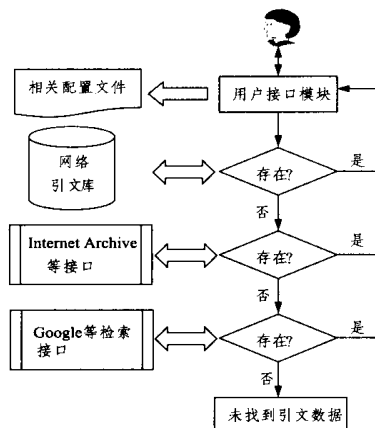 相关配置文件
用户接口模块
网络
引文库
存在?
是
否
Internet Archive
等接口
存在?
是
否
Google等检索
接口
存在?
是
否
未找到引文数据